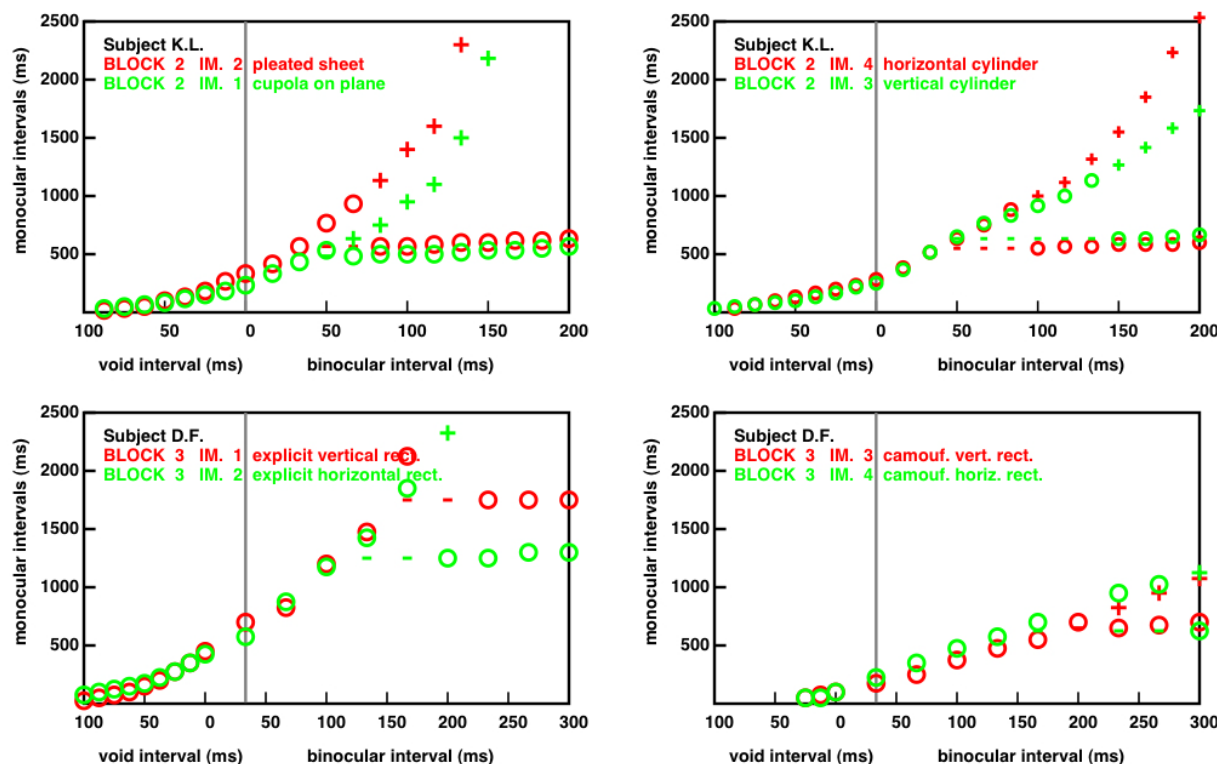 2500
2000
1500
1000
500
monocular intervals (ms)
Subject K.L.
BLOCK 2 IM. 2 pleated sheet
BLOCK 2 IM. 1 cupola on plane
100 50 0 50 100 150 200
void interval (ms) binocular interval (ms)
2500
2000
1500
1000
500
monocular intervals (ms)
Subject K.L.
BLOCK 2 IM. 4 horizontal cylinder
BLOCK 2 IM. 3 vertical cylinder
100 50 0 50 100 150 200
void interval (ms) binocular interval (ms)
2500
2000
1500
1000
500
monocular intervals (ms)
Subject D.F.
BLOCK 3 IM. 1 explicit vertical rect.
BLOCK 3 IM. 2 explicit horizontal rect.
100 50 0 50 100 150 200 250 300
void interval (ms) binocular interval (ms)
2500
2000
1500
1000
500
monocular intervals (ms)
Subject D.F.
BLOCK 3 IM. 3 camouf. vert. rect.
BLOCK 3 IM. 4 camouf. horiz. rect.
100 50 0 50 100 150 200 250 300
void interval (ms) binocular interval (ms)